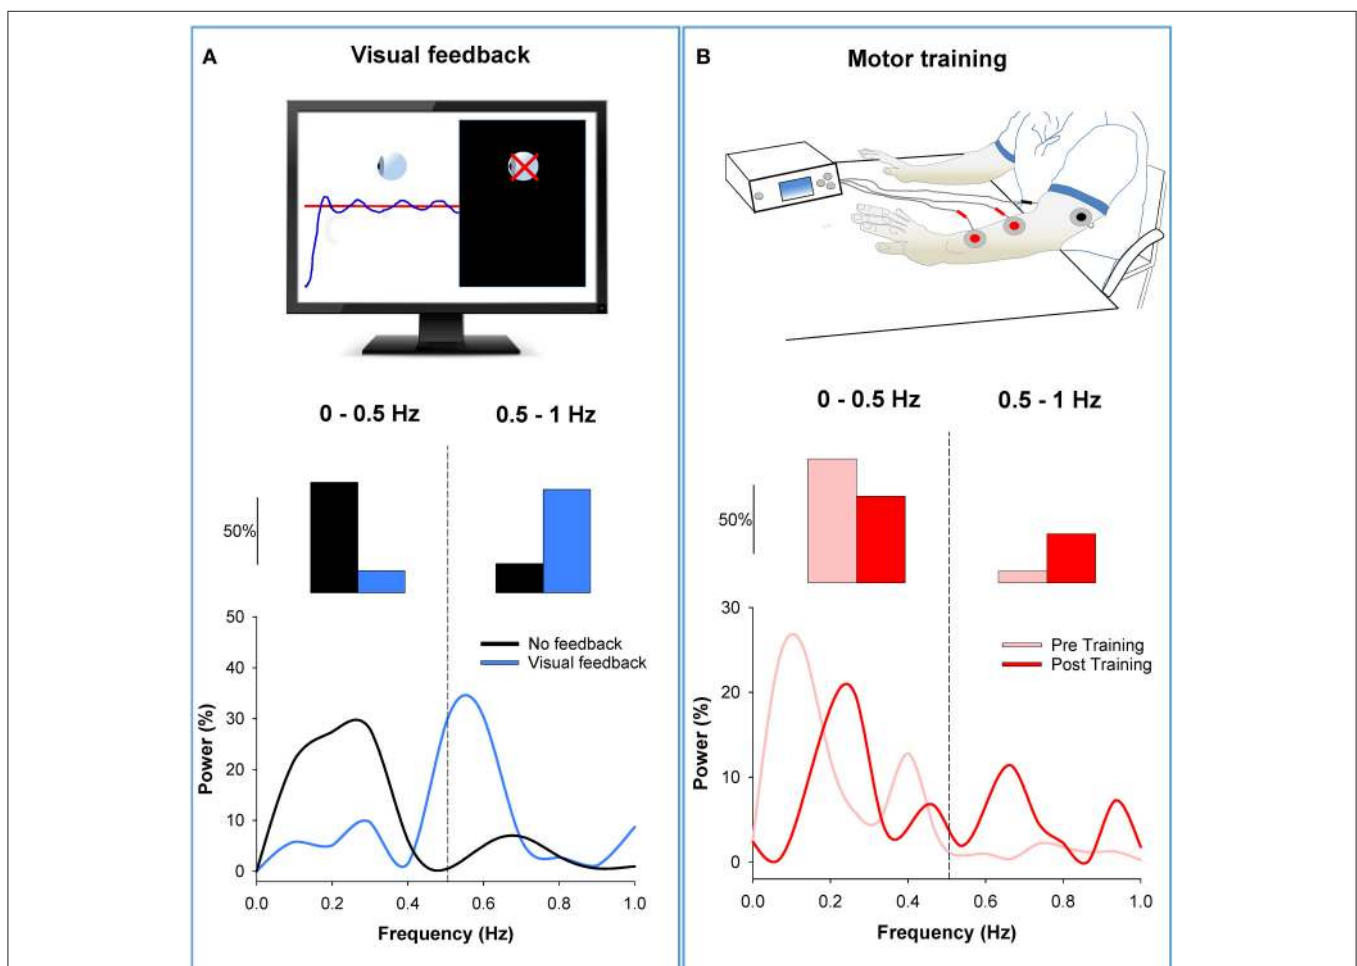 A
Visual feedback
0 - 0.5 Hz
0.5 - 1 Hz
50%
50
40
30
20
10
0
Power (%)
No feedback
Visual feedback
0.0
0.2
0.4
0.6
0.8
1.0
Frequency (Hz)
B
Motor training
0 - 0.5 Hz
0.5 - 1 Hz
50%
30
20
10
0
Power (%)
Pre Training
Post Training
0.0
0.2
0.4
0.6
0.8
1.0
Frequency (Hz)